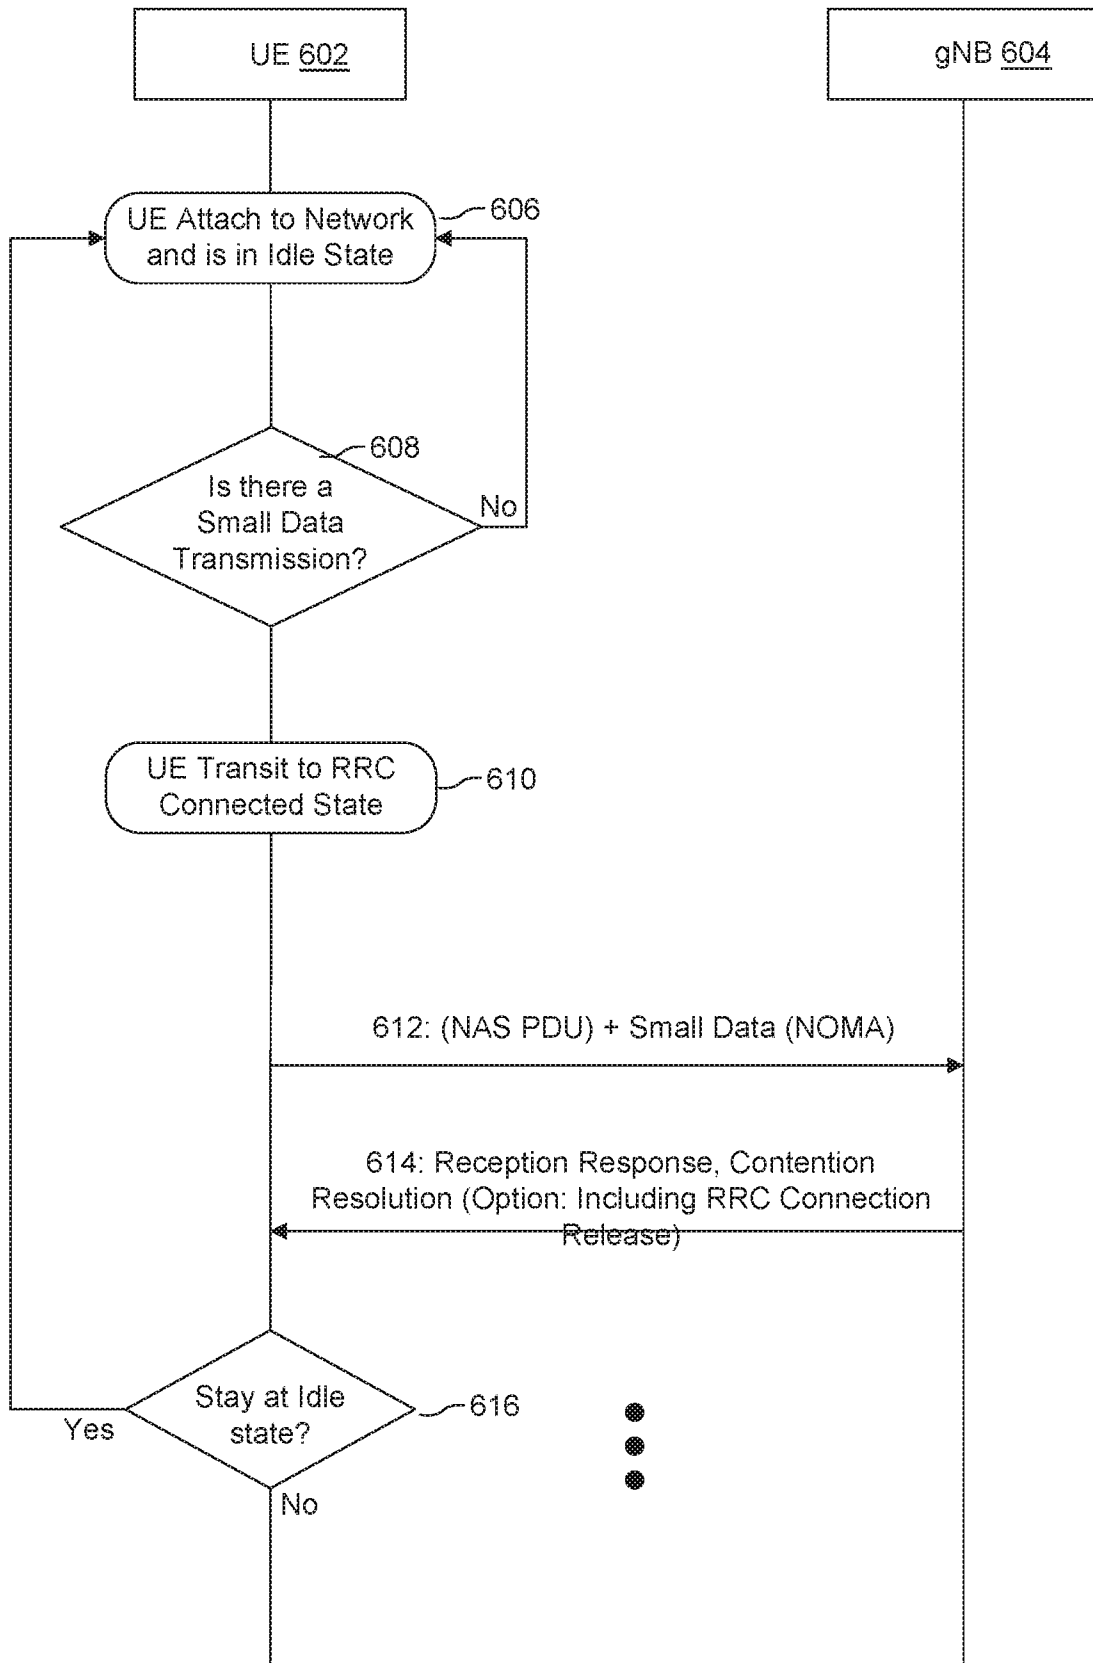 UE 602
gNB 604
UE Attach to Network
and is in Idle State
606
608
Is there a
Small Data
Transmission?
No
UE Transit to RRC
Connected State
610
612: (NAS PDU) + Small Data (NOMA)
614: Reception Response, Contention
Resolution (Option: Including RRC Connection
Release)
Stay at Idle
state?
616
Yes
No